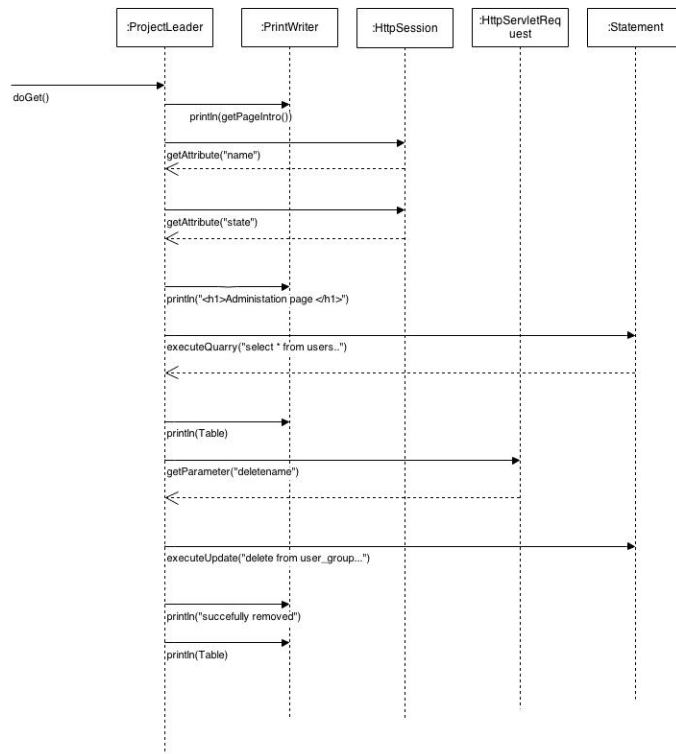 :ProjectLeader
:PrintWriter
:HttpSession
:HttpServletReq
uest
:Statement
doGet()
println(getPageIntro())
getAttribute("name")
getAttribute("state")
println("<h1>Administation page </h1>")
executeQuarry("select * from users..")
println(Table)
getParameter("deletename")
executeUpdate("delete from user_group...")
println("succefully removed")
println(Table)